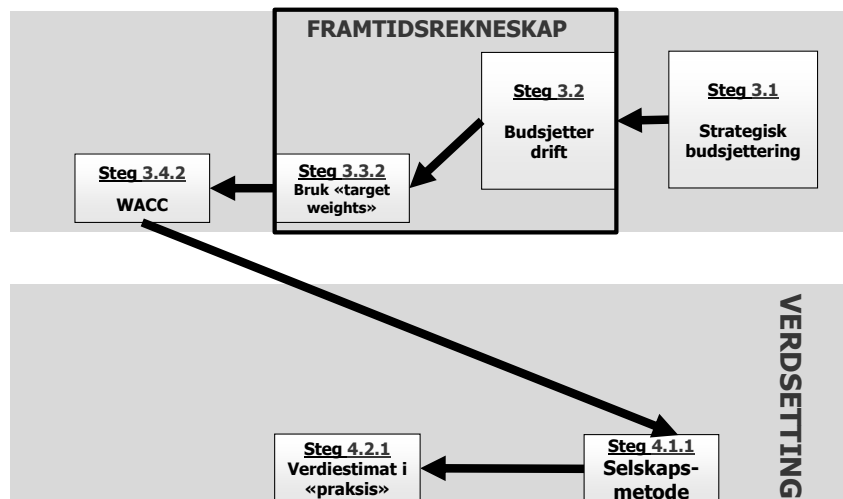 FRAMTIDSREKNESKAP
Steg 3.1
Strategisk
budsjettering
Steg 3.2
Budsjetter
drift
Steg 3.3.2
Bruk «target
weights»
Steg 3.4.2
WACC
VERDSETTING
Steg 4.1.1
Selskaps-
metode
Steg 4.2.1
Verdiestimat i
«praksis»